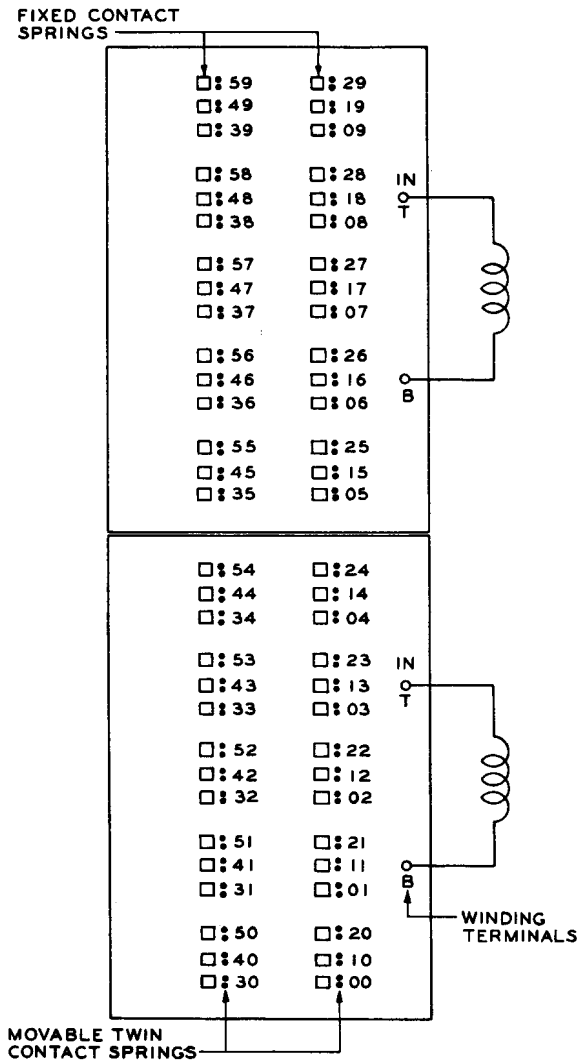 FIXED CONTACT
SPRINGS
59 29
49 19
39 09
58 28
IN
48 18
T
38 08
57 27
47 17
37 07
56 26
46 16
B
36 06
55 25
45 15
35 05
54 24
44 14
34 04
53 23
IN
43 13
T
33 03
52 22
42 12
32 02
51 21
41 11
B
31 01
WINDING
TERMINALS
50 20
40 10
30 00
MOVABLE TWIN
CONTACT SPRINGS